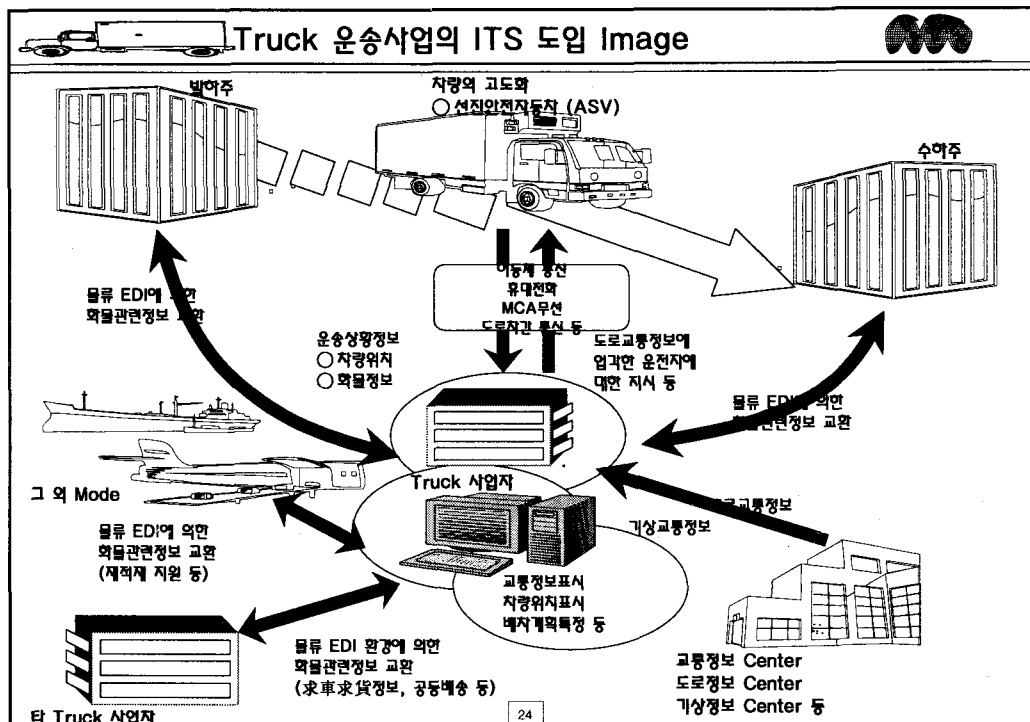 Truck 운송사업의 ITS 도입 Image
발하주
차량의 고도화
○ 선진안전자동차 (ASV)
수하주
이동체 통신
휴대전화
MCA무선
도로차간 통신 등
물류 EDI에 의한
화물관련정보 교환
운송상황정보
○ 차량위치
○ 화물정보
도로교통정보에
입각한 운전자에
대한 지시 등
물류 EDI에 의한
화물관련정보 교환
그 외 Mode
Truck 사업자
도로교통정보
기상교통정보
물류 EDI에 의한
화물관련정보 교환
(재적재 지원 등)
교통정보표시
차량위치표시
배차계획특정 등
물류 EDI 환경에 의한
화물관련정보 교환
(求車求貨정보, 공동배송 등)
교통정보 Center
도로정보 Center
기상정보 Center 등
타 Truck 사업자
24